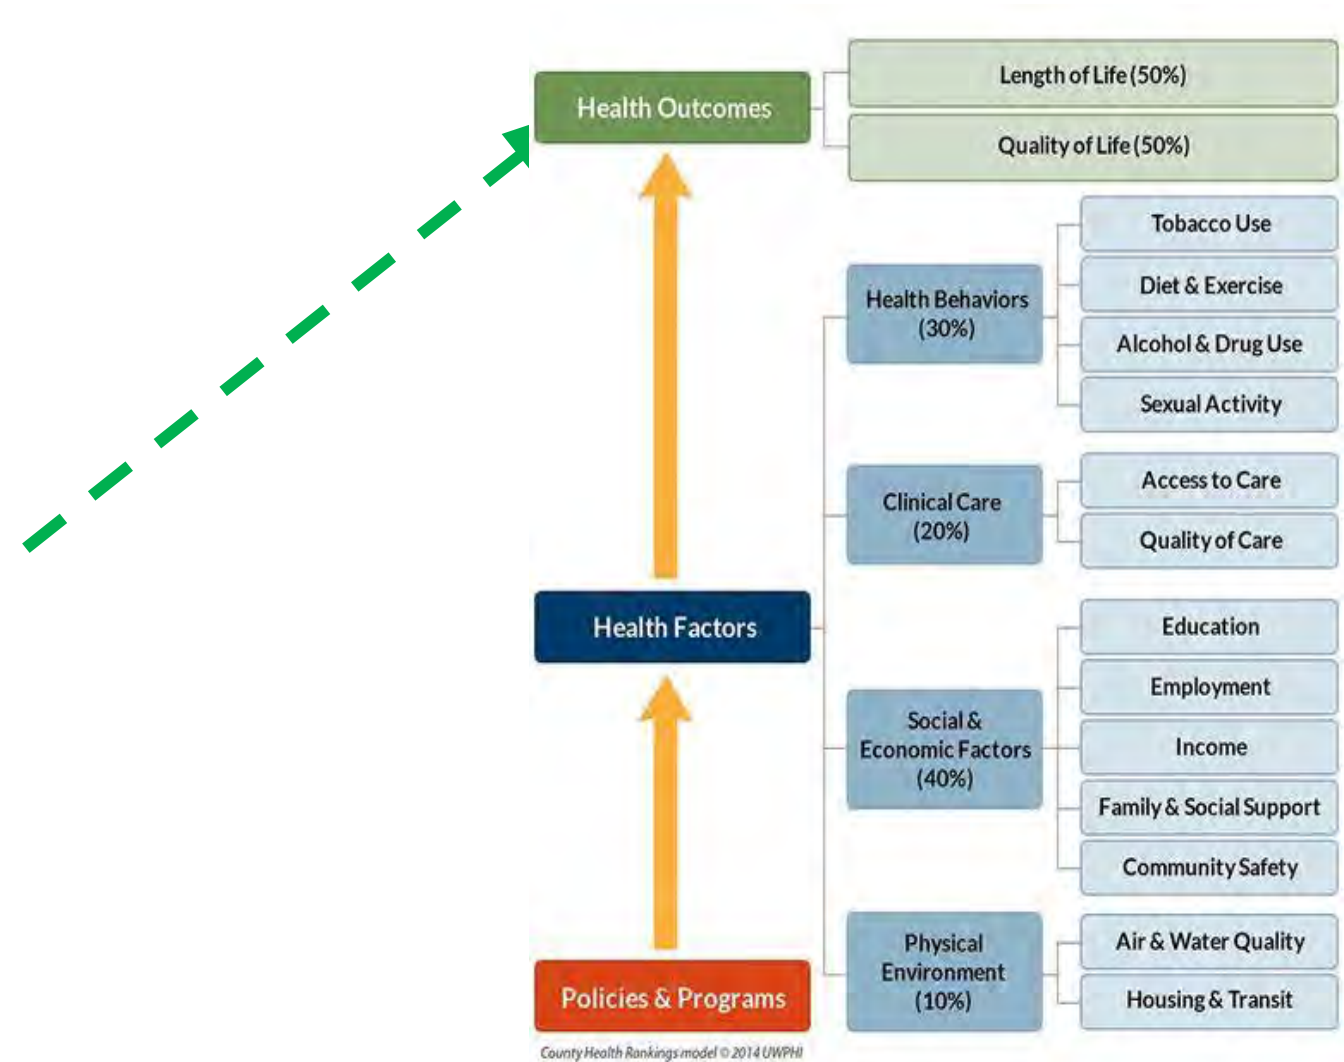 Health Outcomes
Length of Life (50%)
Quality of Life (50%)
Tobacco Use
Health Behaviors
(30%)
Diet & Exercise
Alcohol & Drug Use
Sexual Activity
Clinical Care
(20%)
Access to Care
Quality of Care
Health Factors
Education
Social &
Economic Factors
(40%)
Employment
Income
Family & Social Support
Community Safety
Physical
Environment
(10%)
Air & Water Quality
Housing & Transit
Policies & Programs
County Health Rankings model © 2014 UWPHI